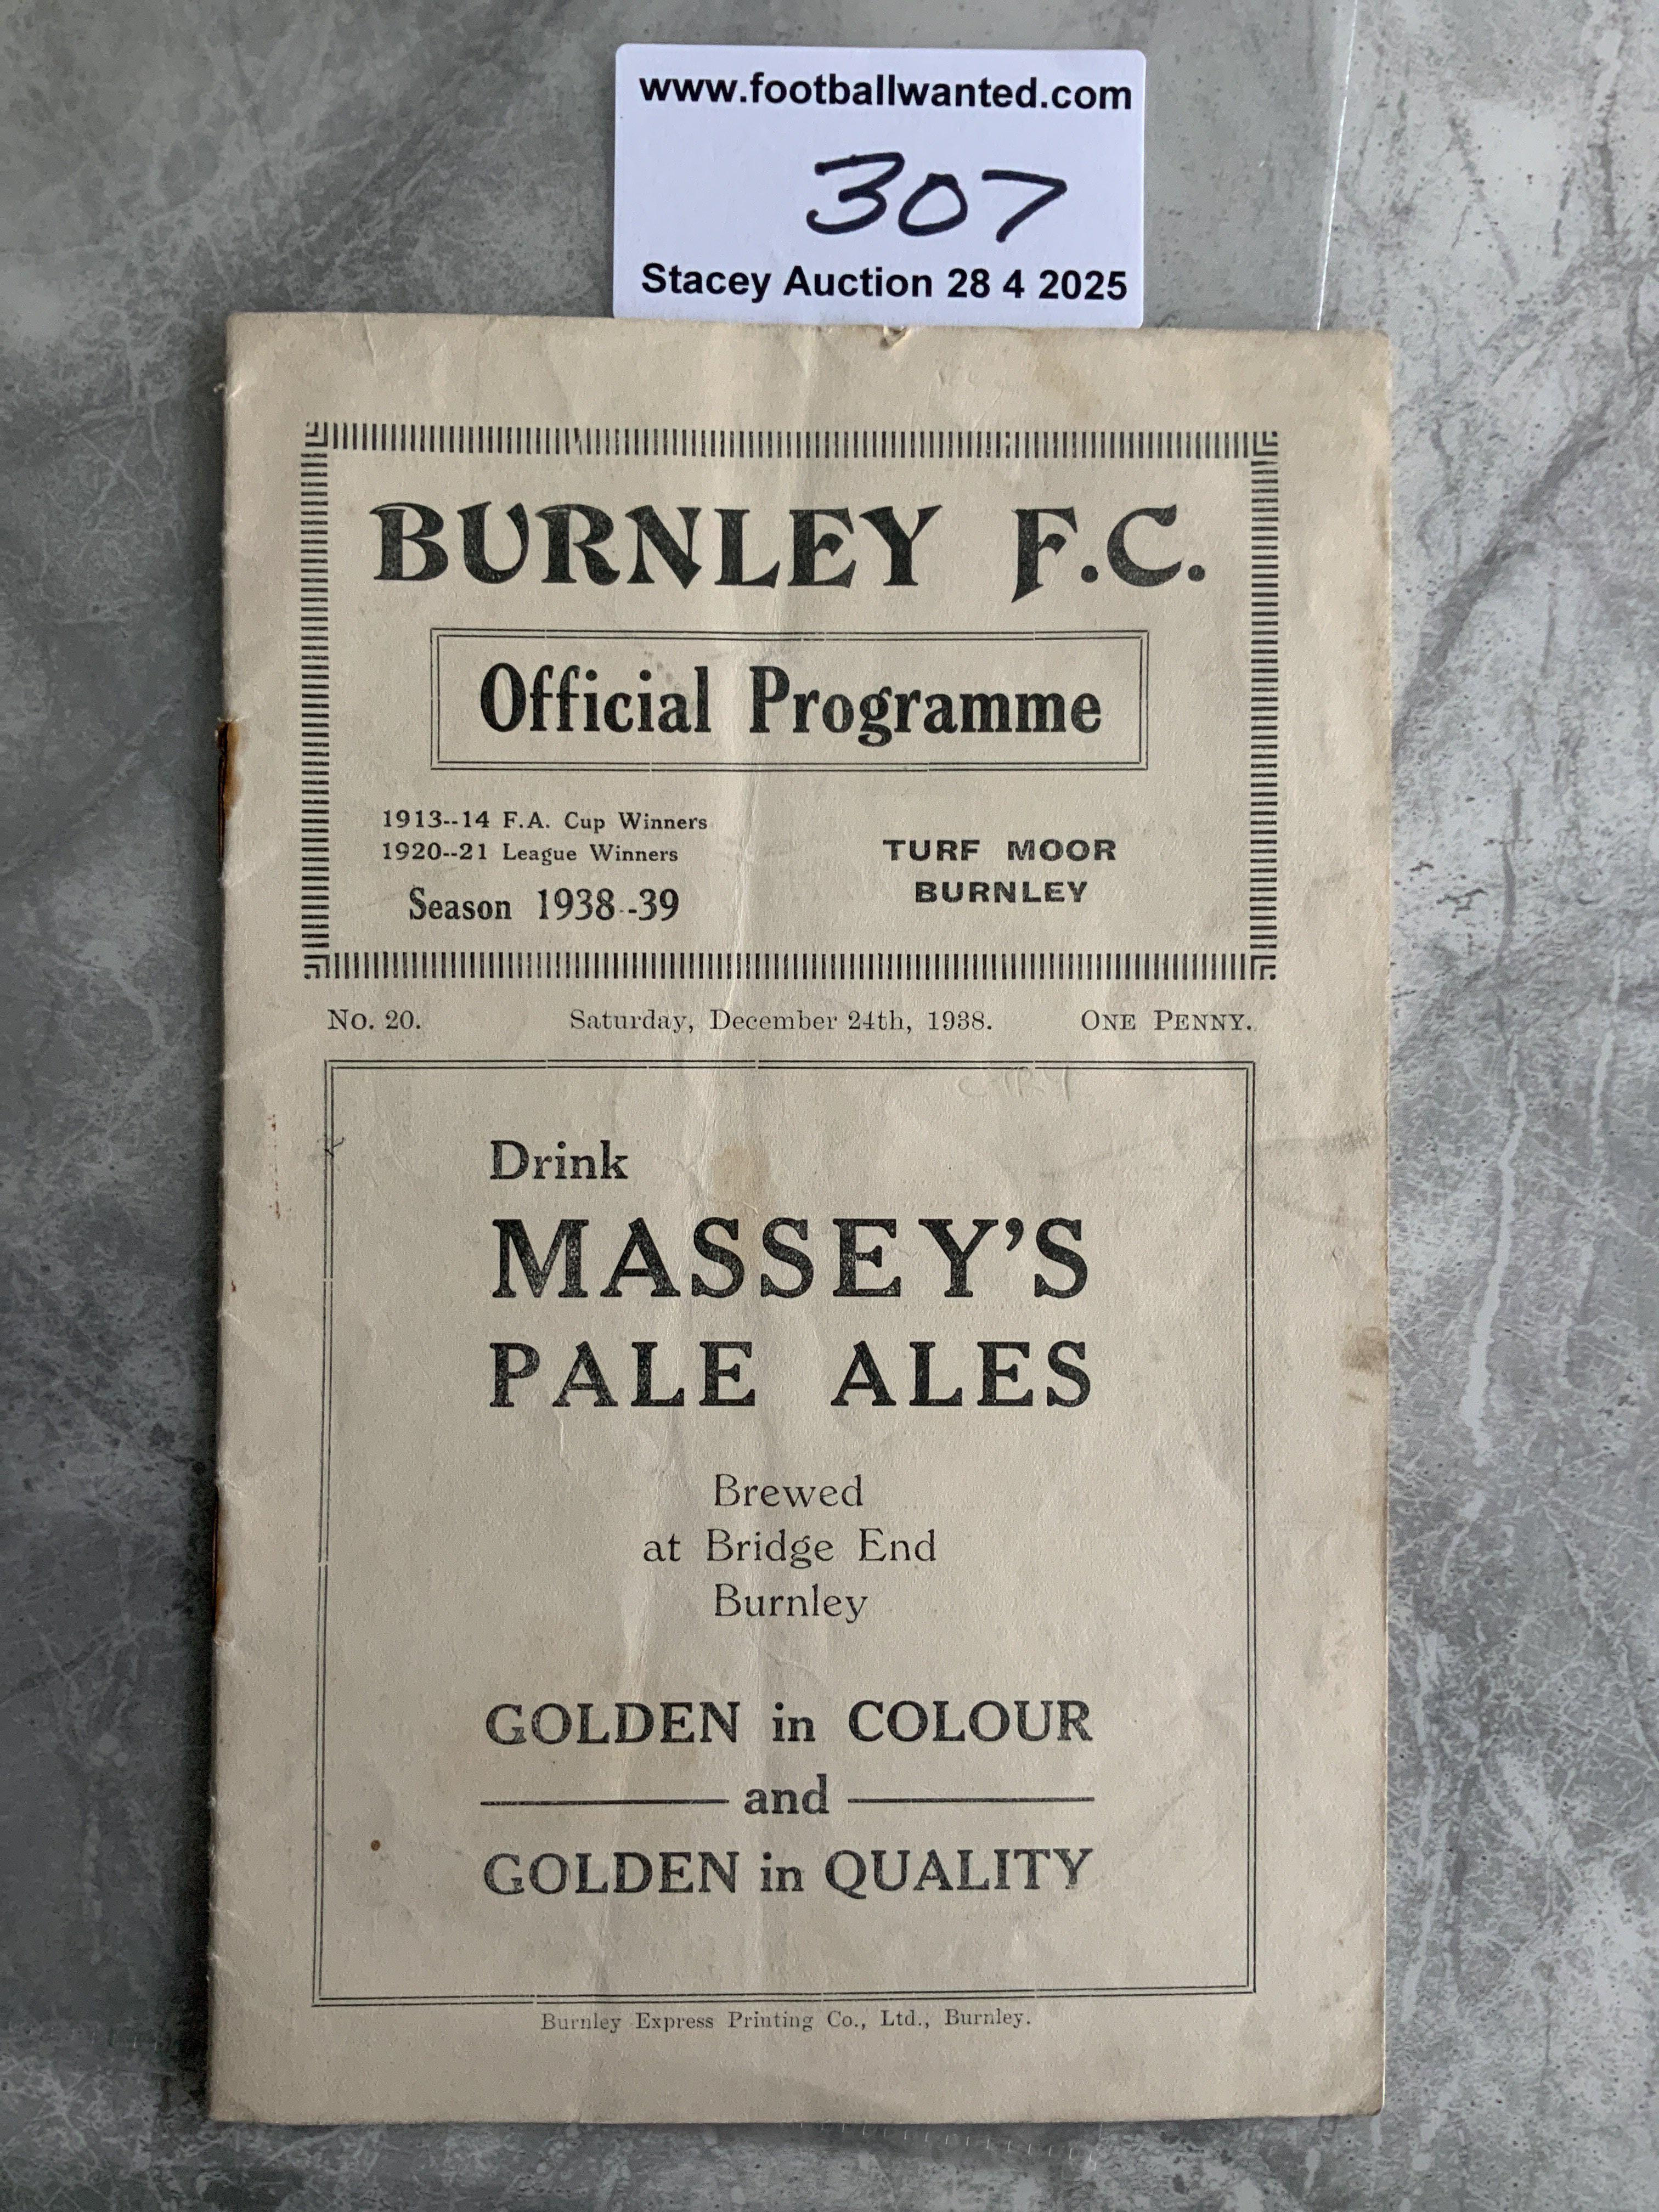 www.footballwanted.com
307
Stacey Auction 28 4 2025
BURNLEY F.C.
Official Programme
1913--14 F.A. Cup Winners
1920--21 League Winners
Season 1938--39
TURF MOOR
BURNLEY
No. 20. Saturday, December 24th, 1938. ONE PENNY.
Drink
MASSEY'S
PALE ALES
Brewed
at Bridge End
Burnley
GOLDEN in COLOUR
and
GOLDEN in QUALITY
Burnley Express Printing Co., Ltd., Burnley.